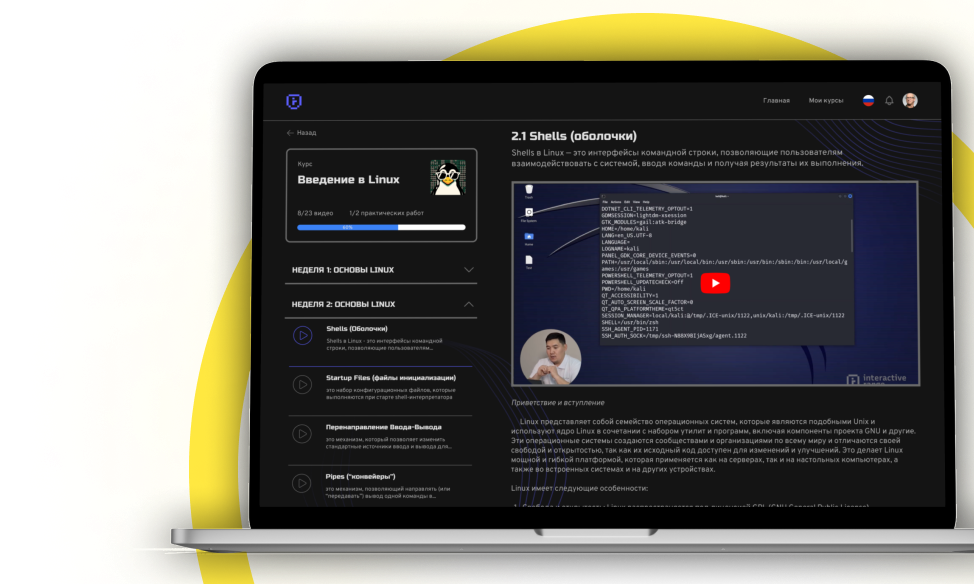 Главная
Мои курсы
Назад
Курс
Введение в Linux
8/23 видео
1/2 практических работ
60%
НЕДЕЛЯ 1: ОСНОВЫ LINUX
НЕДЕЛЯ 2: ОСНОВЫ LINUX
Shells (Оболочки)
Shells в Linux - это интерфейсы командной
строки, позволяющие пользователям...
Startup Files (файлы инициализации)
это набор конфигурационных файлов, которые
выполняются при старте shell-интерпретатора
Перенаправление Ввода-Вывода
это механизм, который позволяет изменить
стандартные источники ввода и вывода для...
Pipes ("конвейеры")
это механизм, позволяющий направлять (или
"передавать") вывод одной команды в...
2.1 Shells (оболочки)
Shells в Linux – это интерфейсы командной строки, позволяющие пользователям
взаимодействовать с системой, вводя команды и получая результаты их выполнения.
Trash
File System
Home
File Actions Edit View Help
DOTNET_CLI_TELEMETRY_OPTOUT=1
GDMSESSION=lightdm-xsession
GTK_MODULES=gail:atk-bridge
HOME=/home/kali
LANG=en_US.UTF-8
LANGUAGE=
LOGNAME=kali
PANEL_GDK_CORE_DEVICE_EVENTS=0
PATH=/usr/local/sbin:/usr/local/bin:/usr/sbin:/usr/bin:/sbin:/bin:/usr/local/g
ames:/usr/games
POWERSHELL_TELEMETRY_OPTOUT=1
POWERSHELL_UPDATECHECK=Off
PWD=/home/kali
QT_ACCESSIBILITY=1
QT_AUTO_SCREEN_SCALE_FACTOR=0
QT_QPA_PLATFORMTHEME=qt5ct
SESSION_MANAGER=local/kali:@/tmp/.ICE-unix/1122,unix/kali:/tmp/.ICE-unix/1122
SHELL=/usr/bin/zsh
SSH_AGENT_PID=1171
SSH_AUTH_SOCK=/tmp/ssh-N88X9BIjASxg/agent.1122
interactive
Приветствие и вступление
Linux представляет собой семейство операционных систем, которые являются подобными Unix и
используют ядро Linux в сочетании с набором утилит и программ, включая компоненты проекта GNU и другие.
Эти операционные системы создаются сообществами и организациями по всему миру и отличаются своей
свободой и открытостью, так как их исходный код доступен для изменений и улучшений. Это делает Linux
мощной и гибкой платформой, которая применяется как на серверах, так и на настольных компьютерах, а
также во встроенных системах и на других устройствах.
Linux имеет следующие особенности: